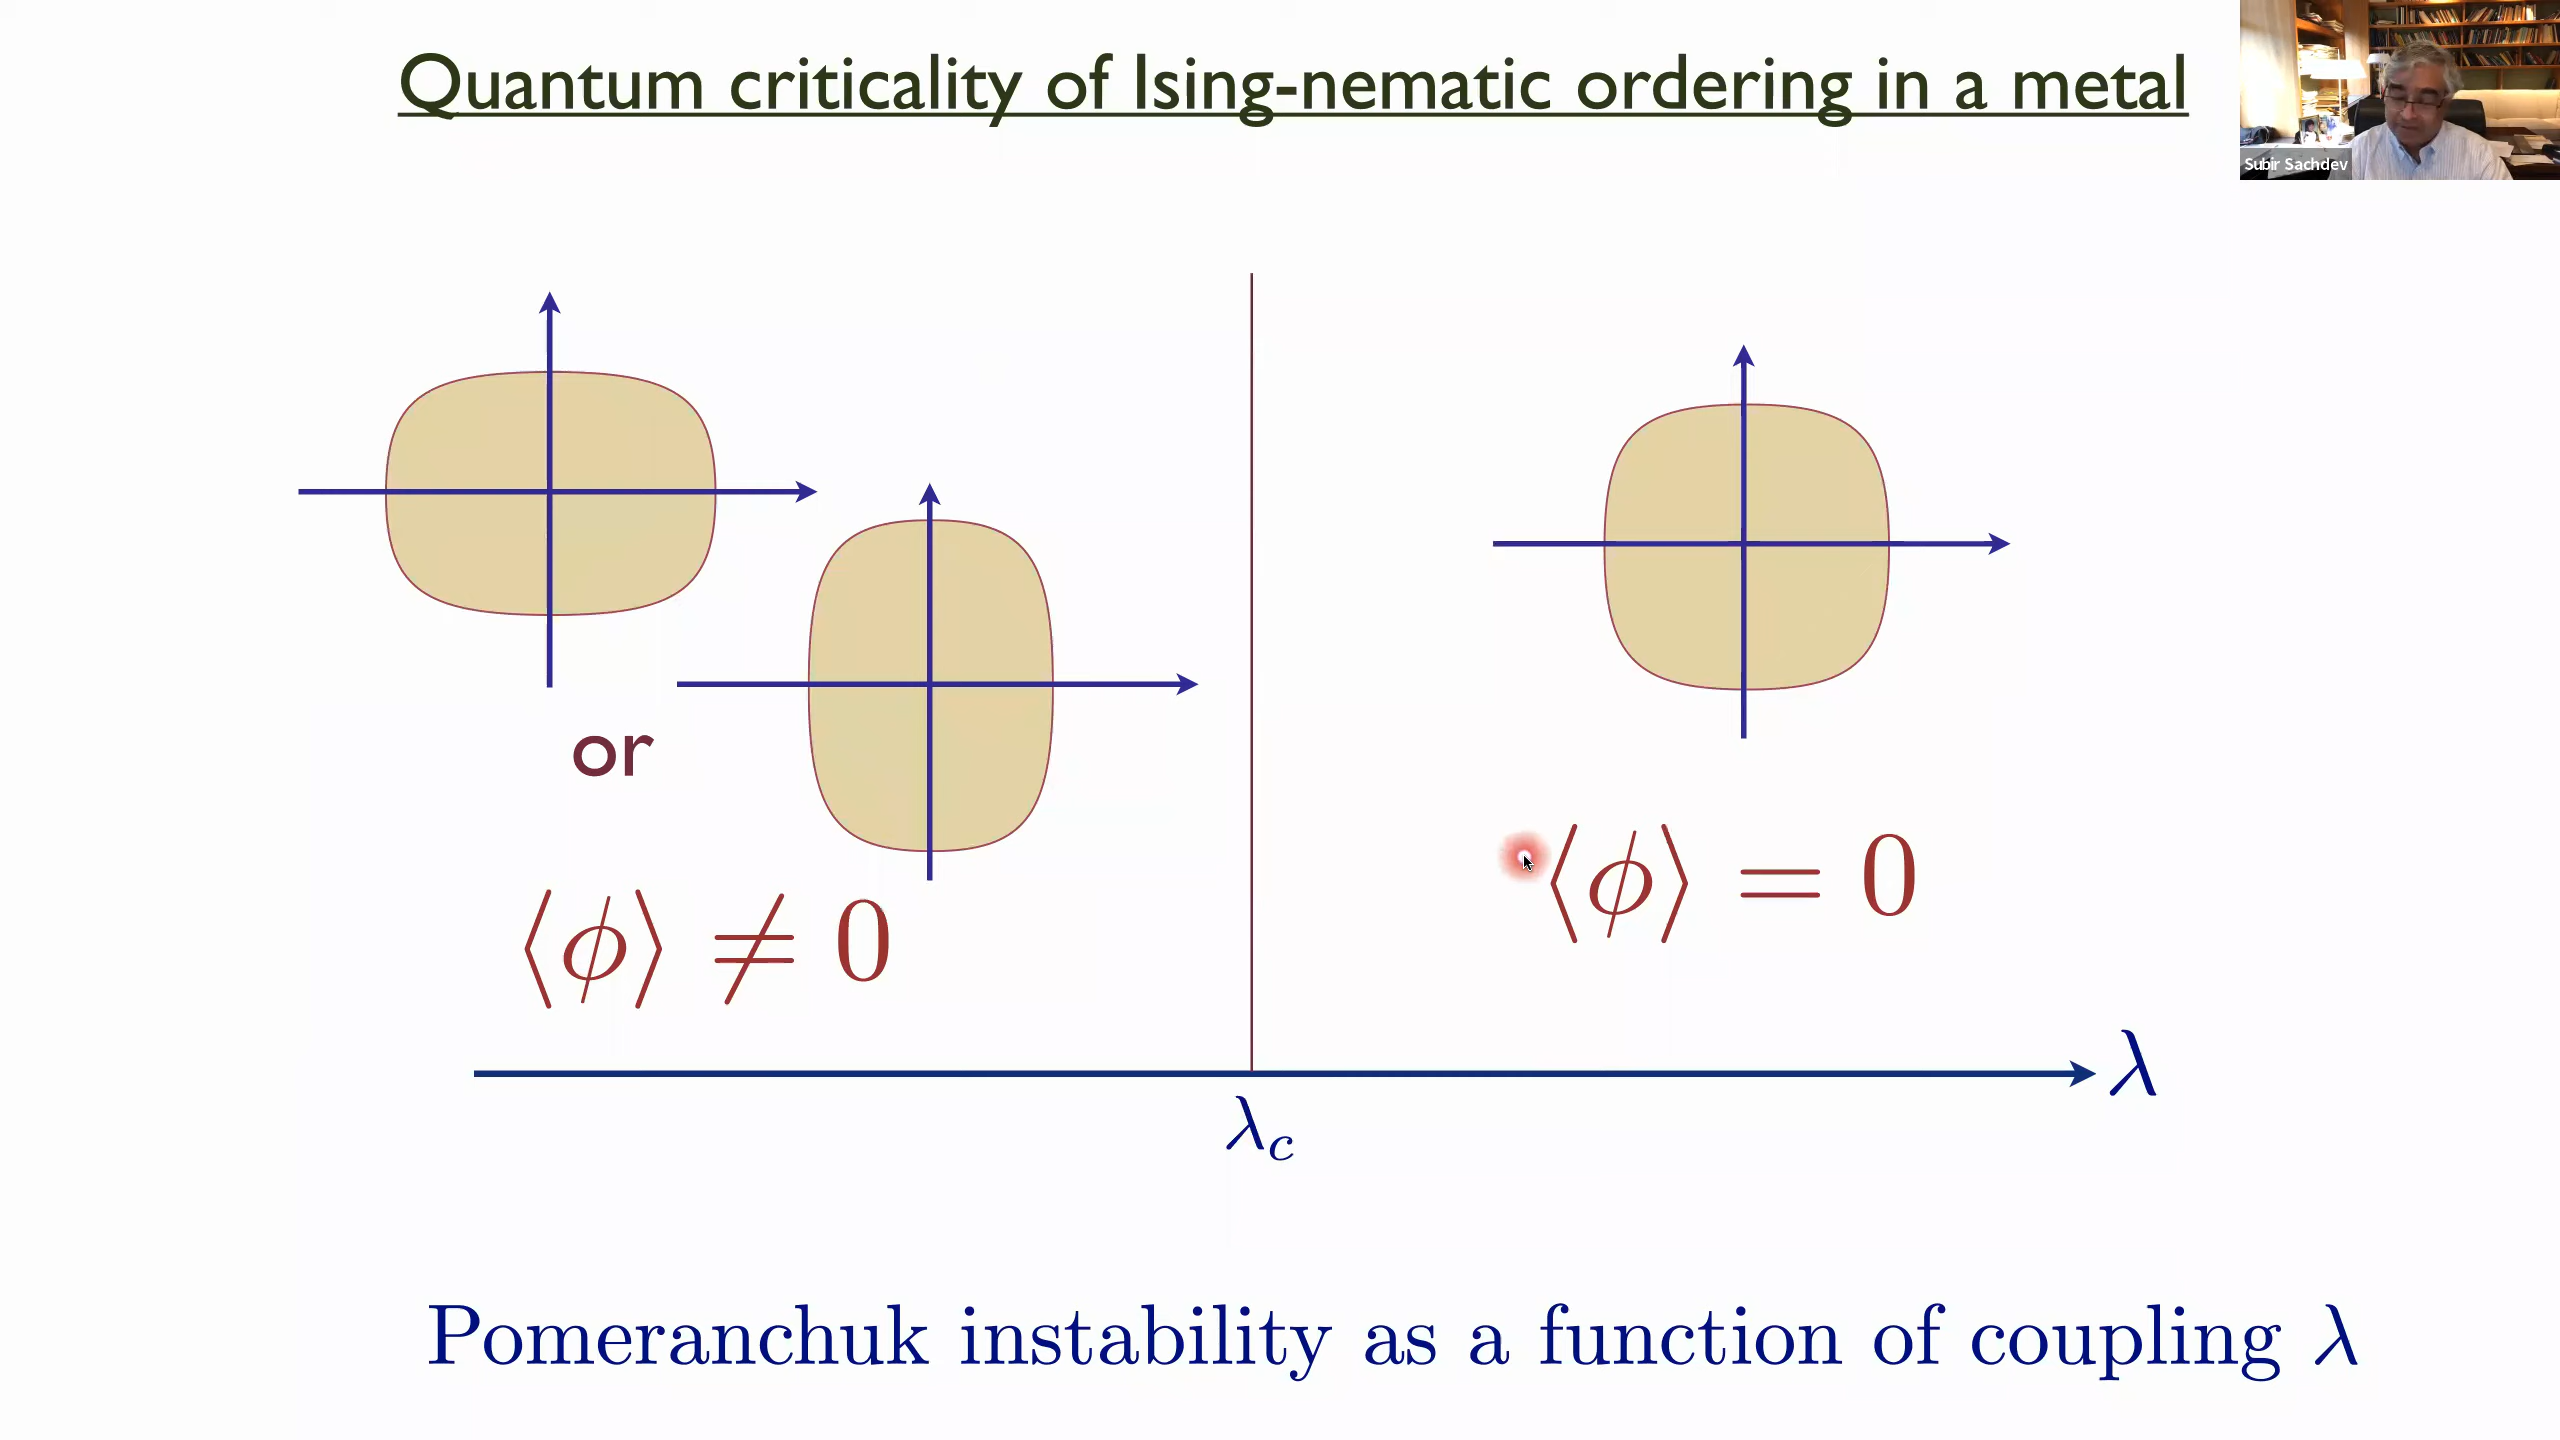 Quantum criticality of Ising-nematic ordering in a metal
Subir Sachdev
or
⟨ϕ⟩ ≠ 0
⟨ϕ⟩ = 0
λ
λ_c
Pomeranchuk instability as a function of coupling λ